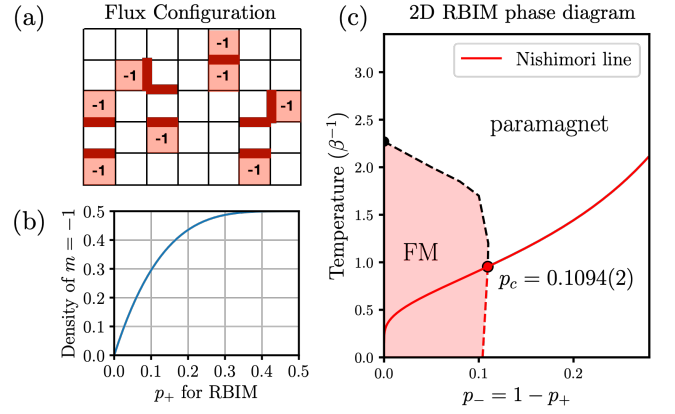 (a)
Flux Configuration
-1
-1
-1
-1
-1
-1
-1
-1
-1
(b)
Density of m = −1
0.5
0.4
0.3
0.1
0.0
0.0
0.1
0.2
0.3
0.4
0.5
p₊ for RBIM
(c)
2D RBIM phase diagram
Nishimori line
paramagnet
FM
p_c = 0.1094(2)
Temperature (β⁻¹)
3.0
2.5
2.0
1.5
1.0
0.5
0.0
0.0
0.1
0.2
p₋ = 1 − p₊